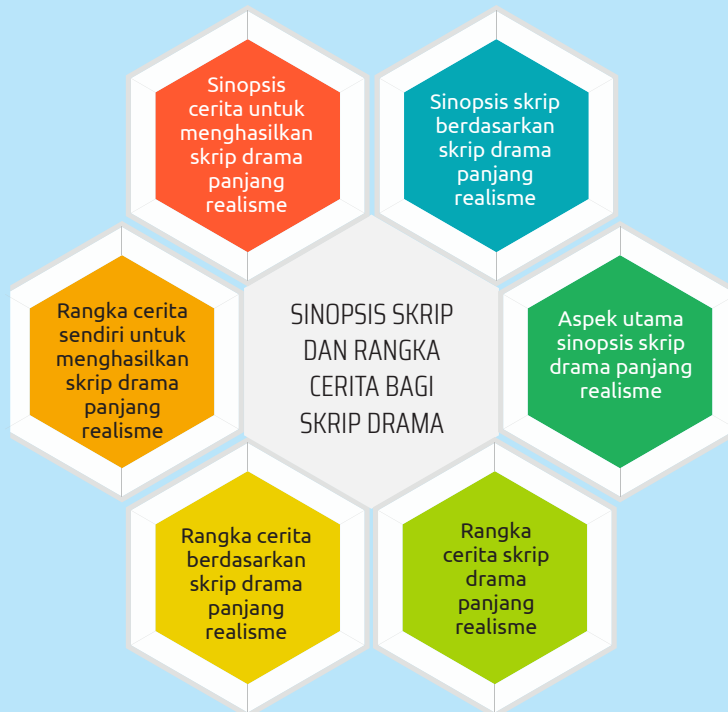 Sinopsis
cerita untuk
menghasilkan
skrip drama
panjang
realisme
Sinopsis skrip
berdasarkan
skrip drama
panjang
realisme
Rangka cerita
sendiri untuk
menghasilkan
skrip drama
panjang
realisme
SINOPSIS SKRIP
DAN RANGKA
CERITA BAGI
SKRIP DRAMA
Aspek utama
sinopsis skrip
drama panjang
realisme
Rangka cerita
berdasarkan
skrip drama
panjang
realisme
Rangka
cerita skrip
drama
panjang
realisme